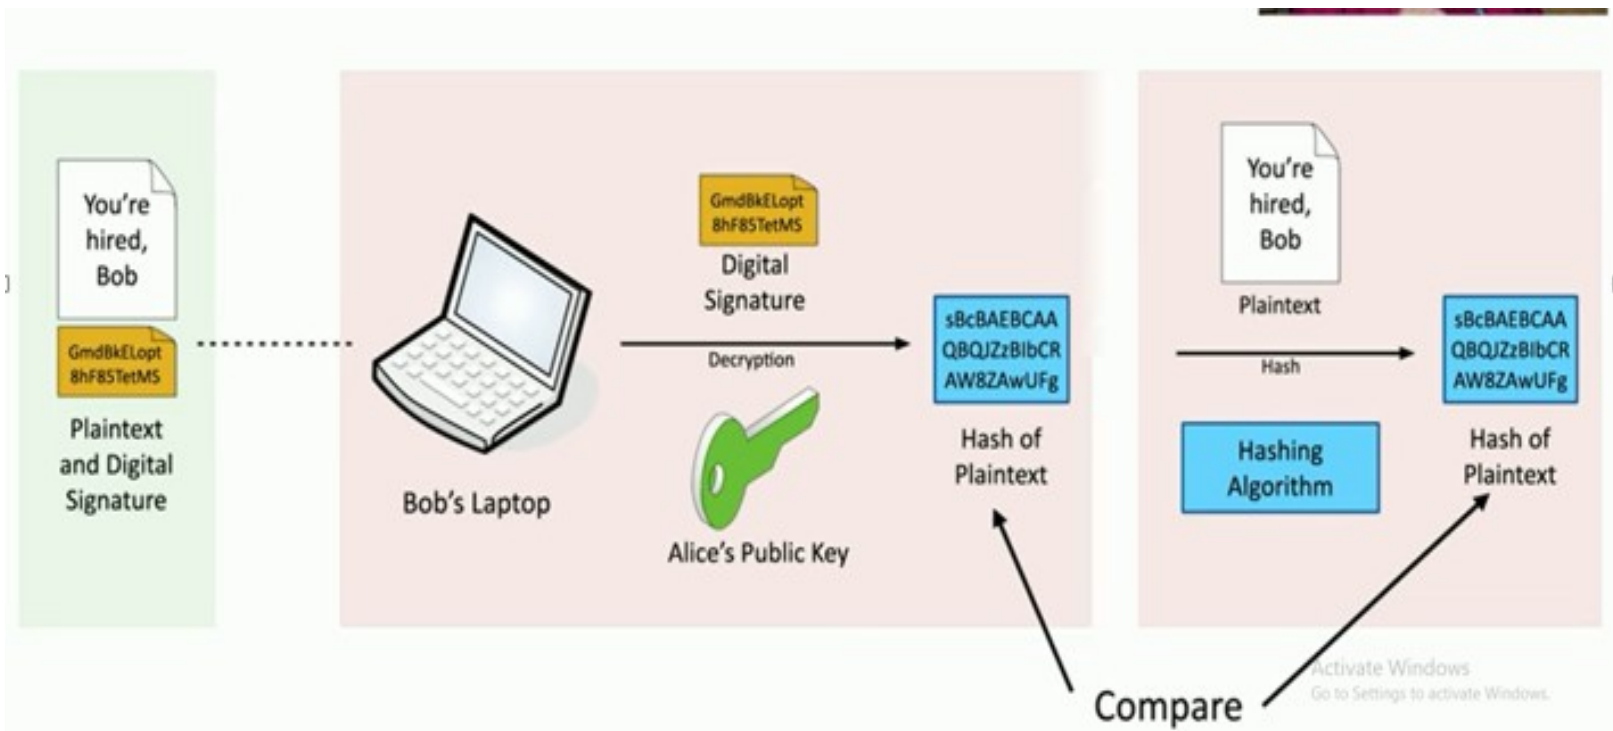 You're
hired,
Bob
GmdBkELopt
8hF85TetMS
Plaintext
and Digital
Signature
Bob's Laptop
GmdBkELopt
8hF85TetMS
Digital
Signature
Decryption
Alice's Public Key
sBcBAEBCAA
QBQJZzBIbCR
AW8ZAwUFg
Hash of
Plaintext
You're
hired,
Bob
Plaintext
Hash
Hashing
Algorithm
sBcBAEBCAA
QBQJZzBIbCR
AW8ZAwUFg
Hash of
Plaintext
Compare
Activate Windows
Go to Settings to activate Windows.